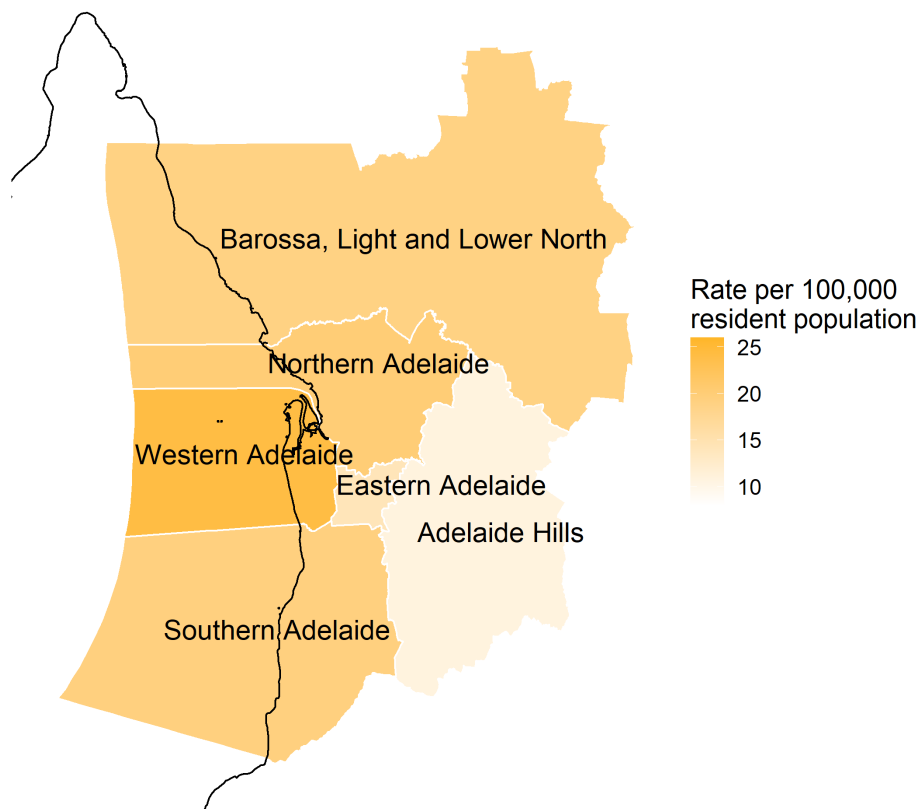 Barossa, Light and Lower North
Rate per 100,000
resident population
25
Northern Adelaide
20
15
Western Adelaide
Eastern Adelaide
10
Adelaide Hills
Southern Adelaide